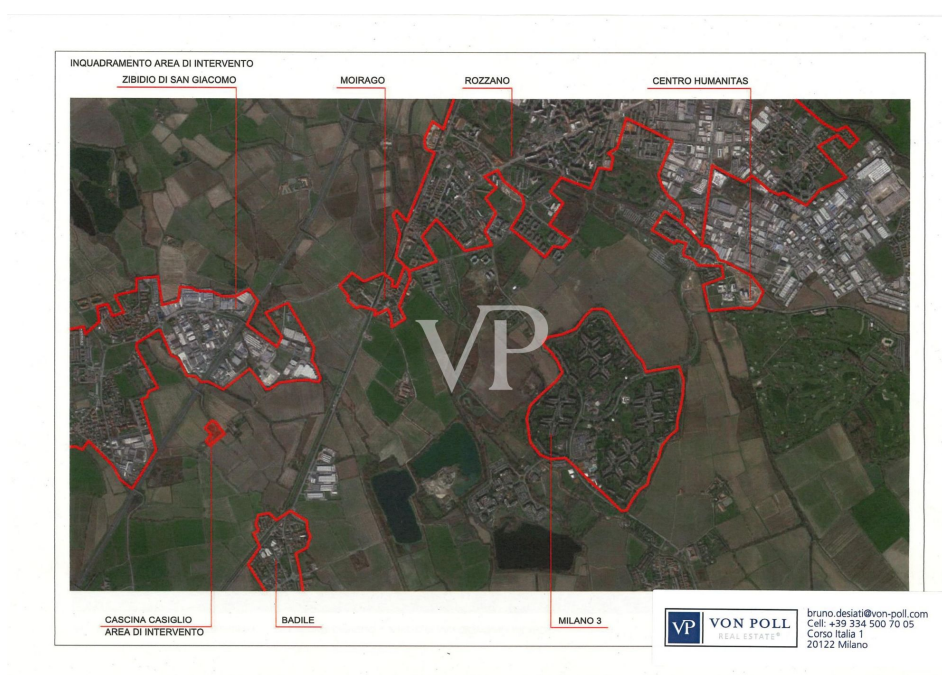 INQUADRAMENTO AREA DI INTERVENTO
ZIBIDIO DI SAN GIACOMO
MOIRAGO
ROZZANO
CENTRO HUMANITAS
VP
CASCINA CASIGLIO
AREA DI INTERVENTO
BADILE
MILANO 3
VP
VON POLL
REAL ESTATE®
bruno.desiati@von-poll.com
Cell: +39 334 500 70 05
Corso Italia 1
20122 Milano